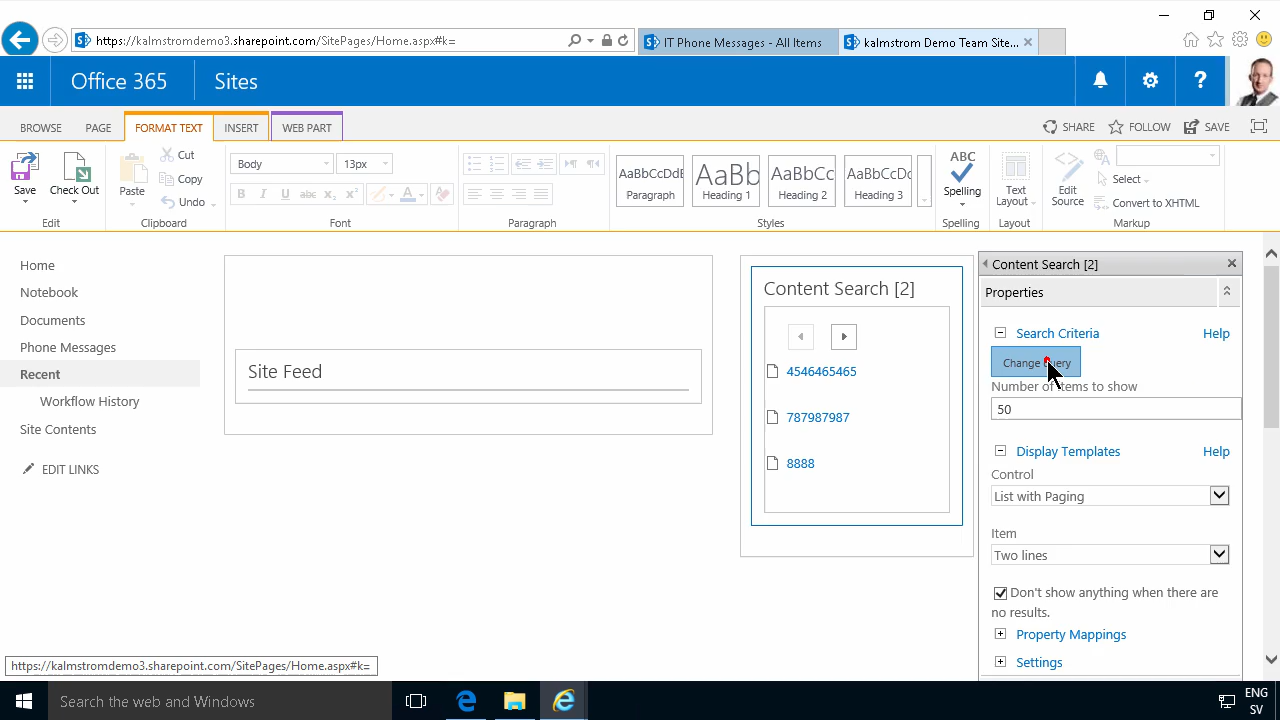 https://kalmstromdemo3.sharepoint.com/SitePages/Home.aspx#k=
IT Phone Messages - All Items
kalmstrom Demo Team Site...
Office 365
Sites
BROWSE
PAGE
FORMAT TEXT
INSERT
WEB PART
SHARE
FOLLOW
SAVE
Save
Check Out
Edit
Paste
Cut
Copy
Undo
Clipboard
Body
13px
B I U abc x₂ x²
Font
Paragraph
AaBbCcDdE
Paragraph
AaBb
Heading 1
AaBbCc
Heading 2
AaBbCcDc
Heading 3
Styles
ABC
Spelling
Spelling
Text
Layout
Layout
Edit
Source
Select
Convert to XHTML
Markup
Home
Notebook
Documents
Phone Messages
Recent
Workflow History
Site Contents
EDIT LINKS
Site Feed
Content Search [2]
4546465465
787987987
8888
Content Search [2]
Properties
Search Criteria
Help
Change query
Number of items to show
50
Display Templates
Help
Control
List with Paging
Item
Two lines
Don't show anything when there are
no results.
Property Mappings
Settings
https://kalmstromdemo3.sharepoint.com/SitePages/Home.aspx#k=
Search the web and Windows
ENG
SV